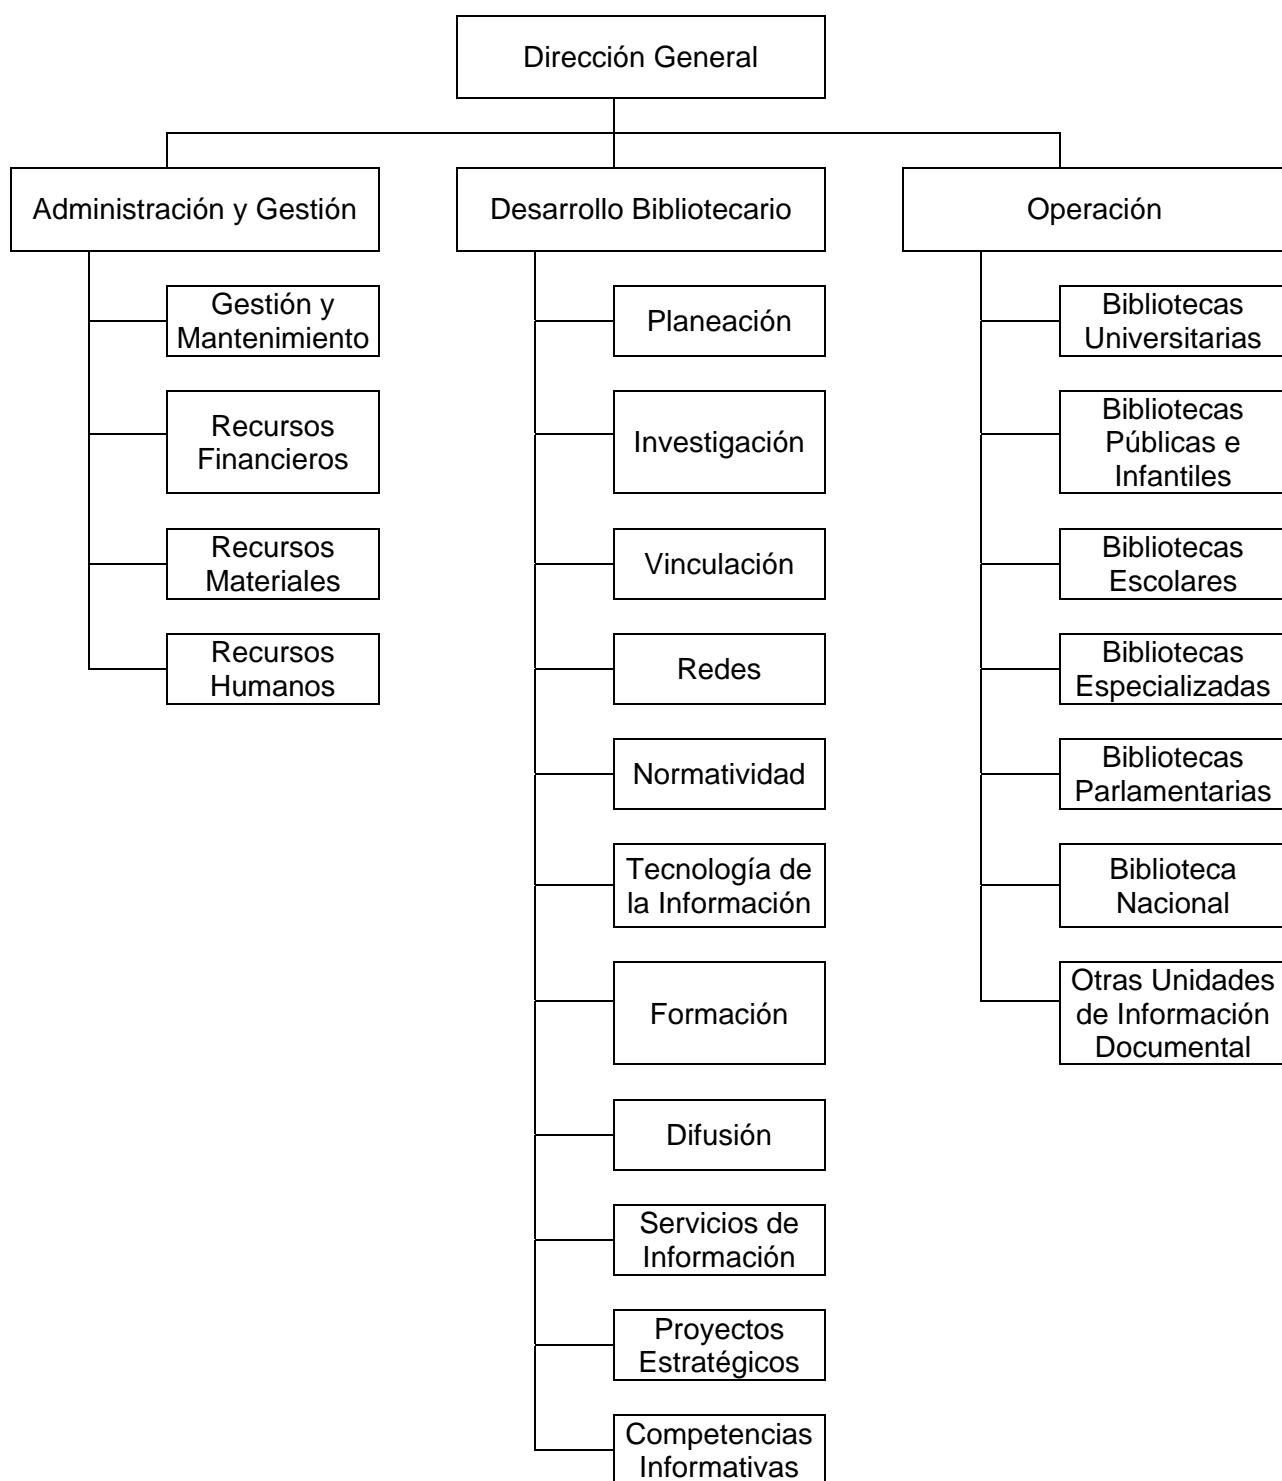 Dirección General
Administración y Gestión
Desarrollo Bibliotecario
Operación
Gestión y
Mantenimiento
Recursos
Financieros
Recursos
Materiales
Recursos
Humanos
Planeación
Investigación
Vinculación
Redes
Normatividad
Tecnología de
la Información
Formación
Difusión
Servicios de
Información
Proyectos
Estratégicos
Competencias
Informativas
Bibliotecas
Universitarias
Bibliotecas
Públicas e
Infantiles
Bibliotecas
Escolares
Bibliotecas
Especializadas
Bibliotecas
Parlamentarias
Biblioteca
Nacional
Otras Unidades
de Información
Documental